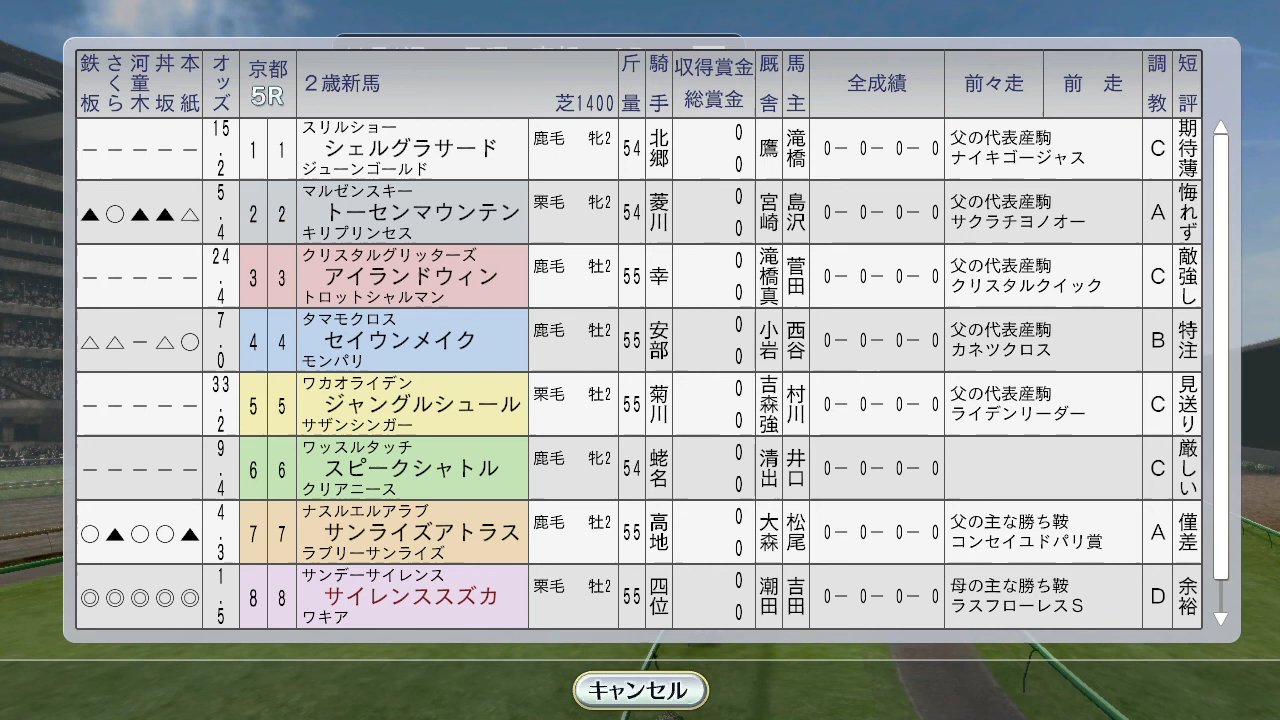 鉄板 さくら 河童木 丼坂 本紙 オッズ 京都5R 2歳新馬 芝1400 斤量 騎手 収得賞金 総賞金 厩舎 馬主 全成績 前々走 前 走 調教 短評
－ － － － － 15.2 1 1 スリルショー
シェルグラサード
ジューンゴールド
鹿毛 牝2 54 北郷 0 0 鷹 滝橋 0－ 0－ 0－ 0 父の代表産駒
ナイキゴージャス
C 期待薄
▲ ○ ▲ ▲ △ 5.4 2 2 マルゼンスキー
トーセンマウンテン
キリプリンセス
栗毛 牝2 54 菱川 0 0 宮崎 島沢 0－ 0－ 0－ 0 父の代表産駒
サクラチヨノオー
A 悔れず
－ － － － － 24.4 3 3 クリスタルグリッターズ
アイランドウィン
トロットシャルマン
鹿毛 牡2 55 幸 0 0 滝橋真 菅田 0－ 0－ 0－ 0 父の代表産駒
クリスタルクイック
C 敵強し
△ △ － △ ○ 7.0 4 4 タマモクロス
セイウンメイク
モンパリ
鹿毛 牡2 55 安部 0 0 小岩 西谷 0－ 0－ 0－ 0 父の代表産駒
カネツクロス
B 特注
－ － － － － 33.2 5 5 ワカオライデン
ジャングルシュール
サザンシンガー
栗毛 牡2 55 菊川 0 0 吉森強 村川 0－ 0－ 0－ 0 父の代表産駒
ライデンリーダー
C 見送り
－ － － － － 9.4 6 6 ワッスルタッチ
スピークシャトル
クリアニース
鹿毛 牝2 54 蛯名 0 0 清出 井口 0－ 0－ 0－ 0 C 厳しい
○ ▲ ○ ○ ▲ 4.3 7 7 ナスルエルアラブ
サンライズアトラス
ラブリーサンライズ
鹿毛 牡2 55 高地 0 0 大森 松尾 0－ 0－ 0－ 0 父の主な勝ち鞍
コンセイユドパリ賞
A 僅差
◎ ◎ ◎ ◎ ◎ 1.5 8 8 サンデーサイレンス
サイレンススズカ
ワキア
栗毛 牡2 55 四位 0 0 潮田 吉田 0－ 0－ 0－ 0 母の主な勝ち鞍
ラスフローレスS
D 余裕
キャンセル